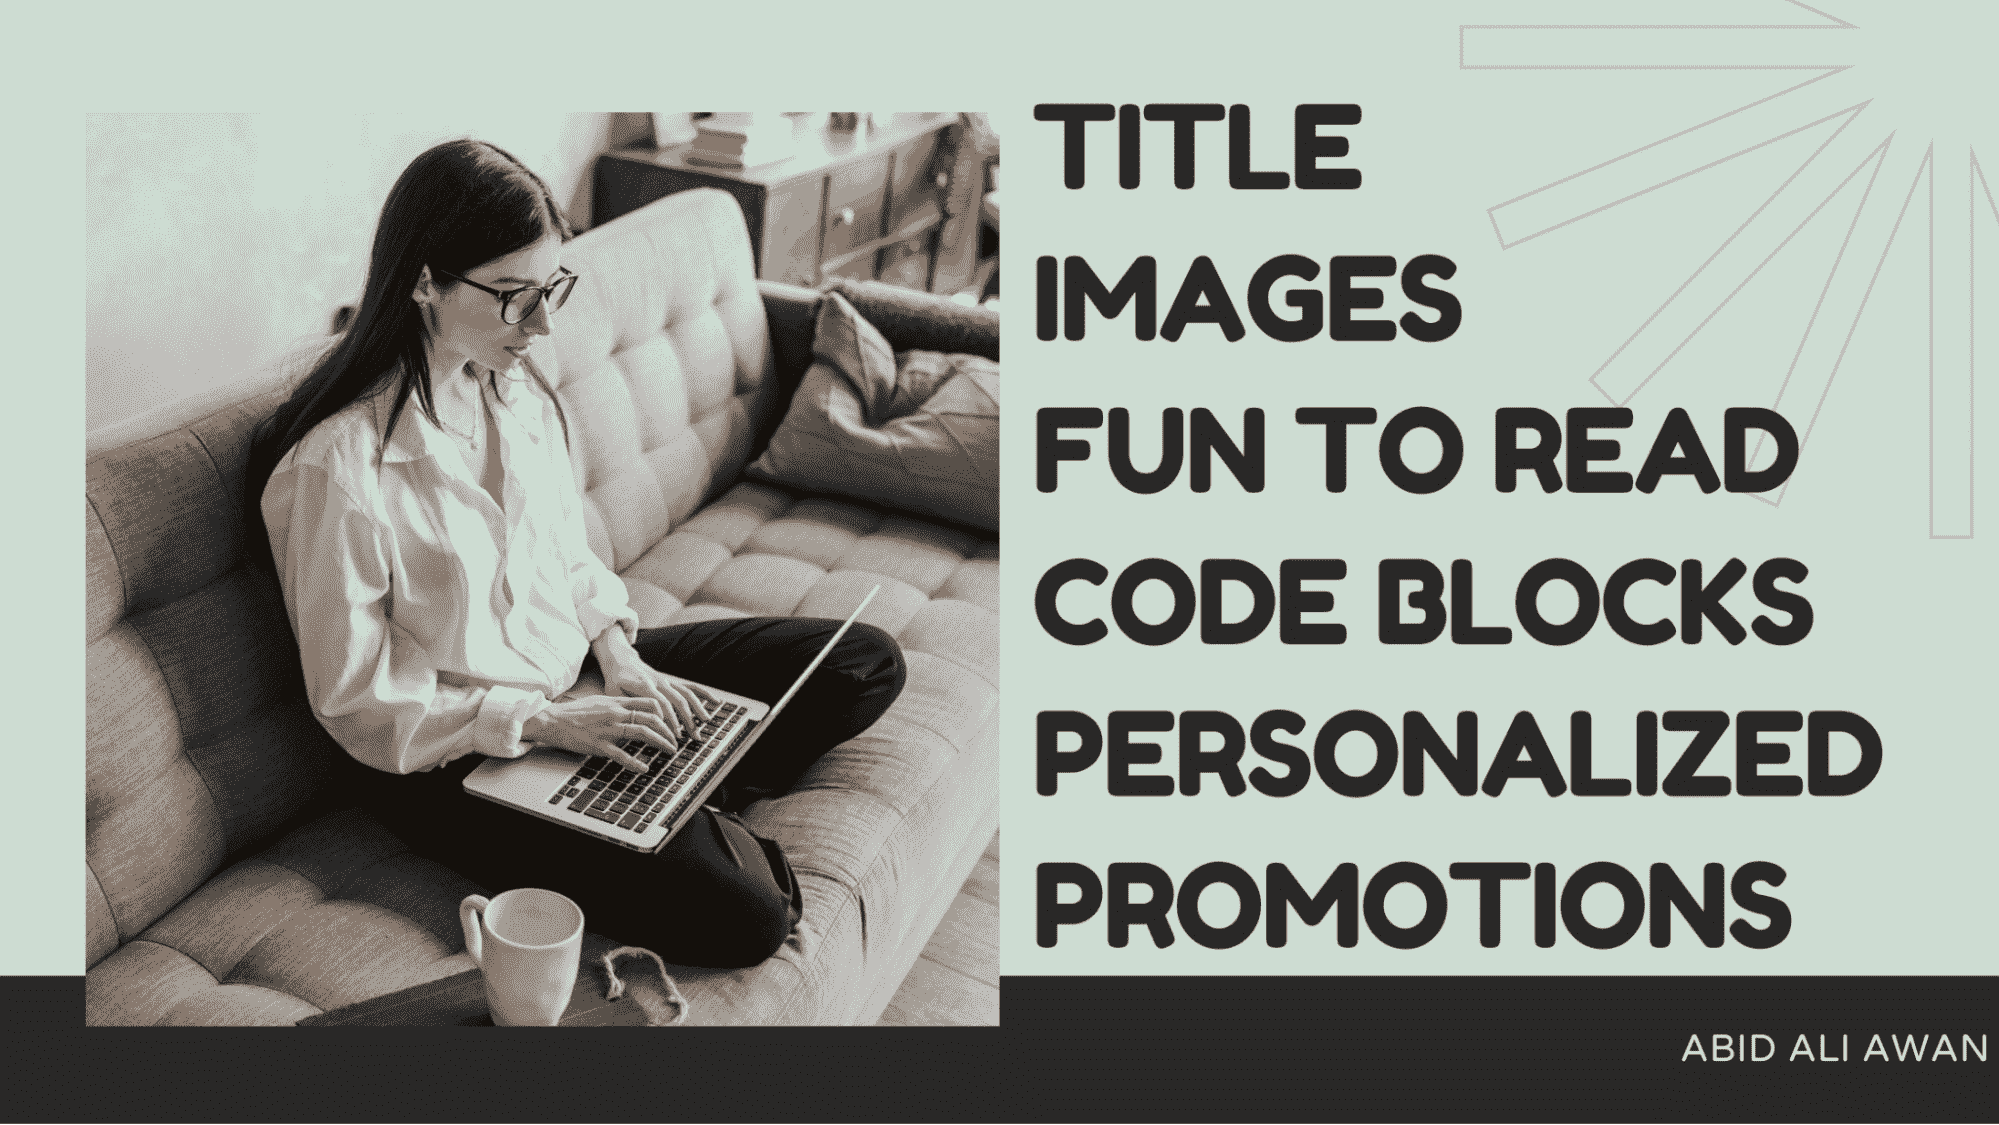 TITLE
IMAGES
FUN TO READ
CODE BLOCKS
PERSONALIZED
PROMOTIONS
ABID ALI AWAN